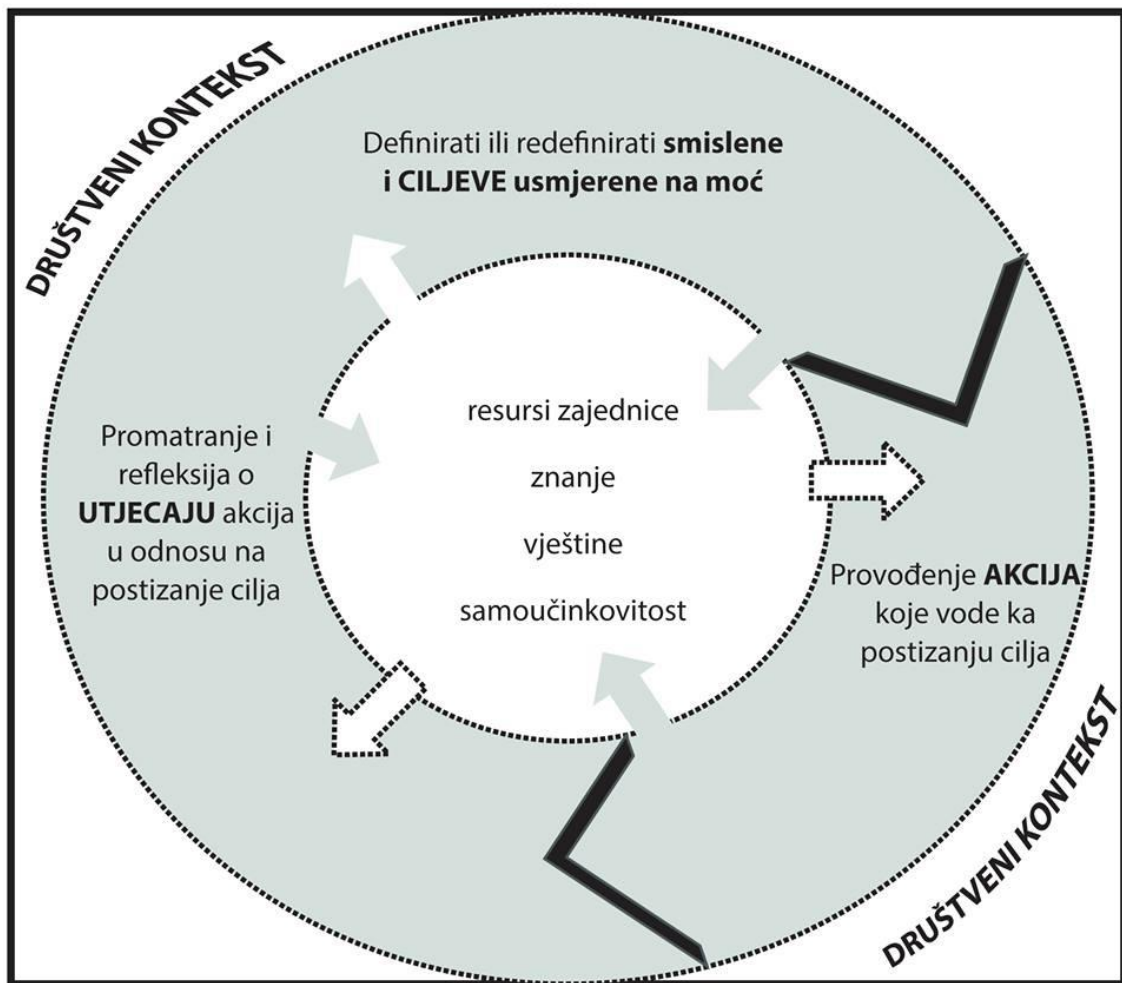 DRUŠTVENI KONTEKST
Definirati ili redefinirati smislene
i CILJEVE usmjerene na moć
Promatranje i
refleksija o
UTJECAJU akcija
u odnosu na
postizanje cilja
resursi zajednice
znanje
vještine
samoučinkovitost
Provođenje AKCIJA
koje vode ka
postizanju cilja
DRUŠTVENI KONTEKST